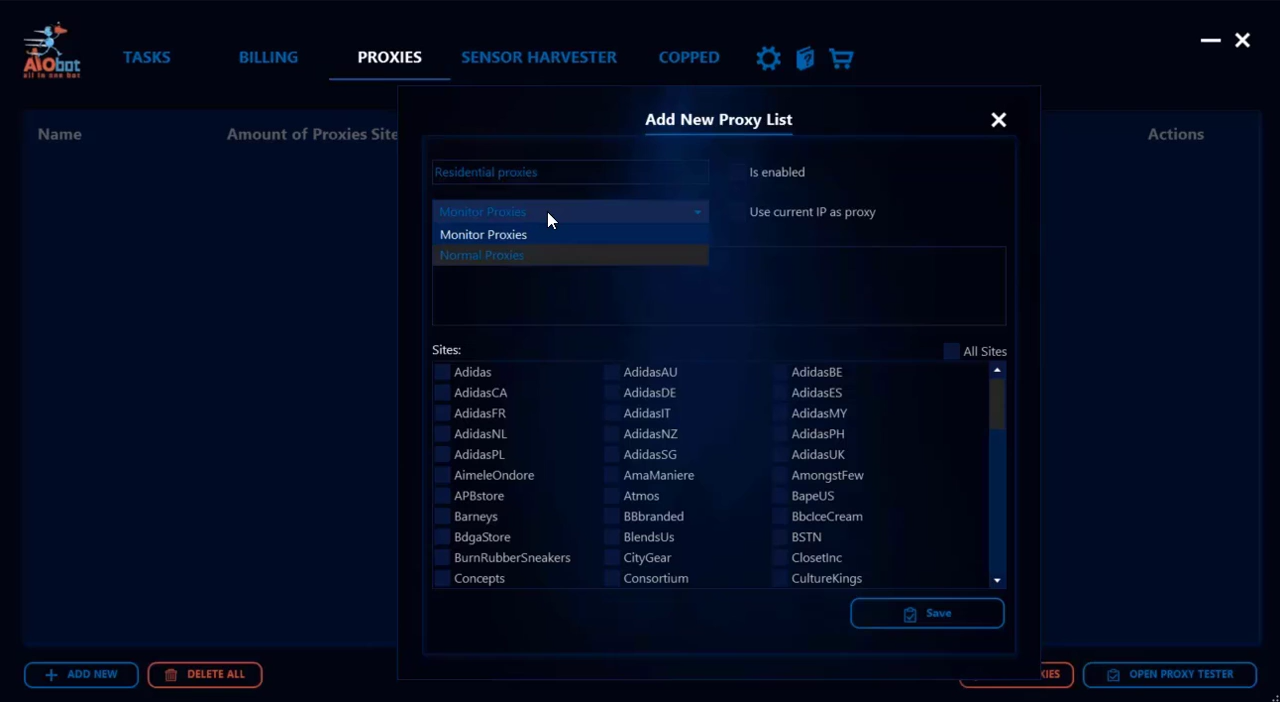 AIObot
all in one bot
TASKS
BILLING
PROXIES
SENSOR HARVESTER
COPPED
Name
Amount of Proxies Site
Actions
Add New Proxy List
Residential proxies
Is enabled
Monitor Proxies
Use current IP as proxy
Monitor Proxies
Normal Proxies
Sites:
All Sites
Adidas AdidasAU AdidasBE
AdidasCA AdidasDE AdidasES
AdidasFR AdidasIT AdidasMY
AdidasNL AdidasNZ AdidasPH
AdidasPL AdidasSG AdidasUK
AimeleOndore AmaManiere AmongstFew
APBstore Atmos BapeUS
Barneys BBbranded BbcIceCream
BdgaStore BlendsUs BSTN
BurnRubberSneakers CityGear ClosetInc
Concepts Consortium CultureKings
Save
ADD NEW
DELETE ALL
IES
OPEN PROXY TESTER